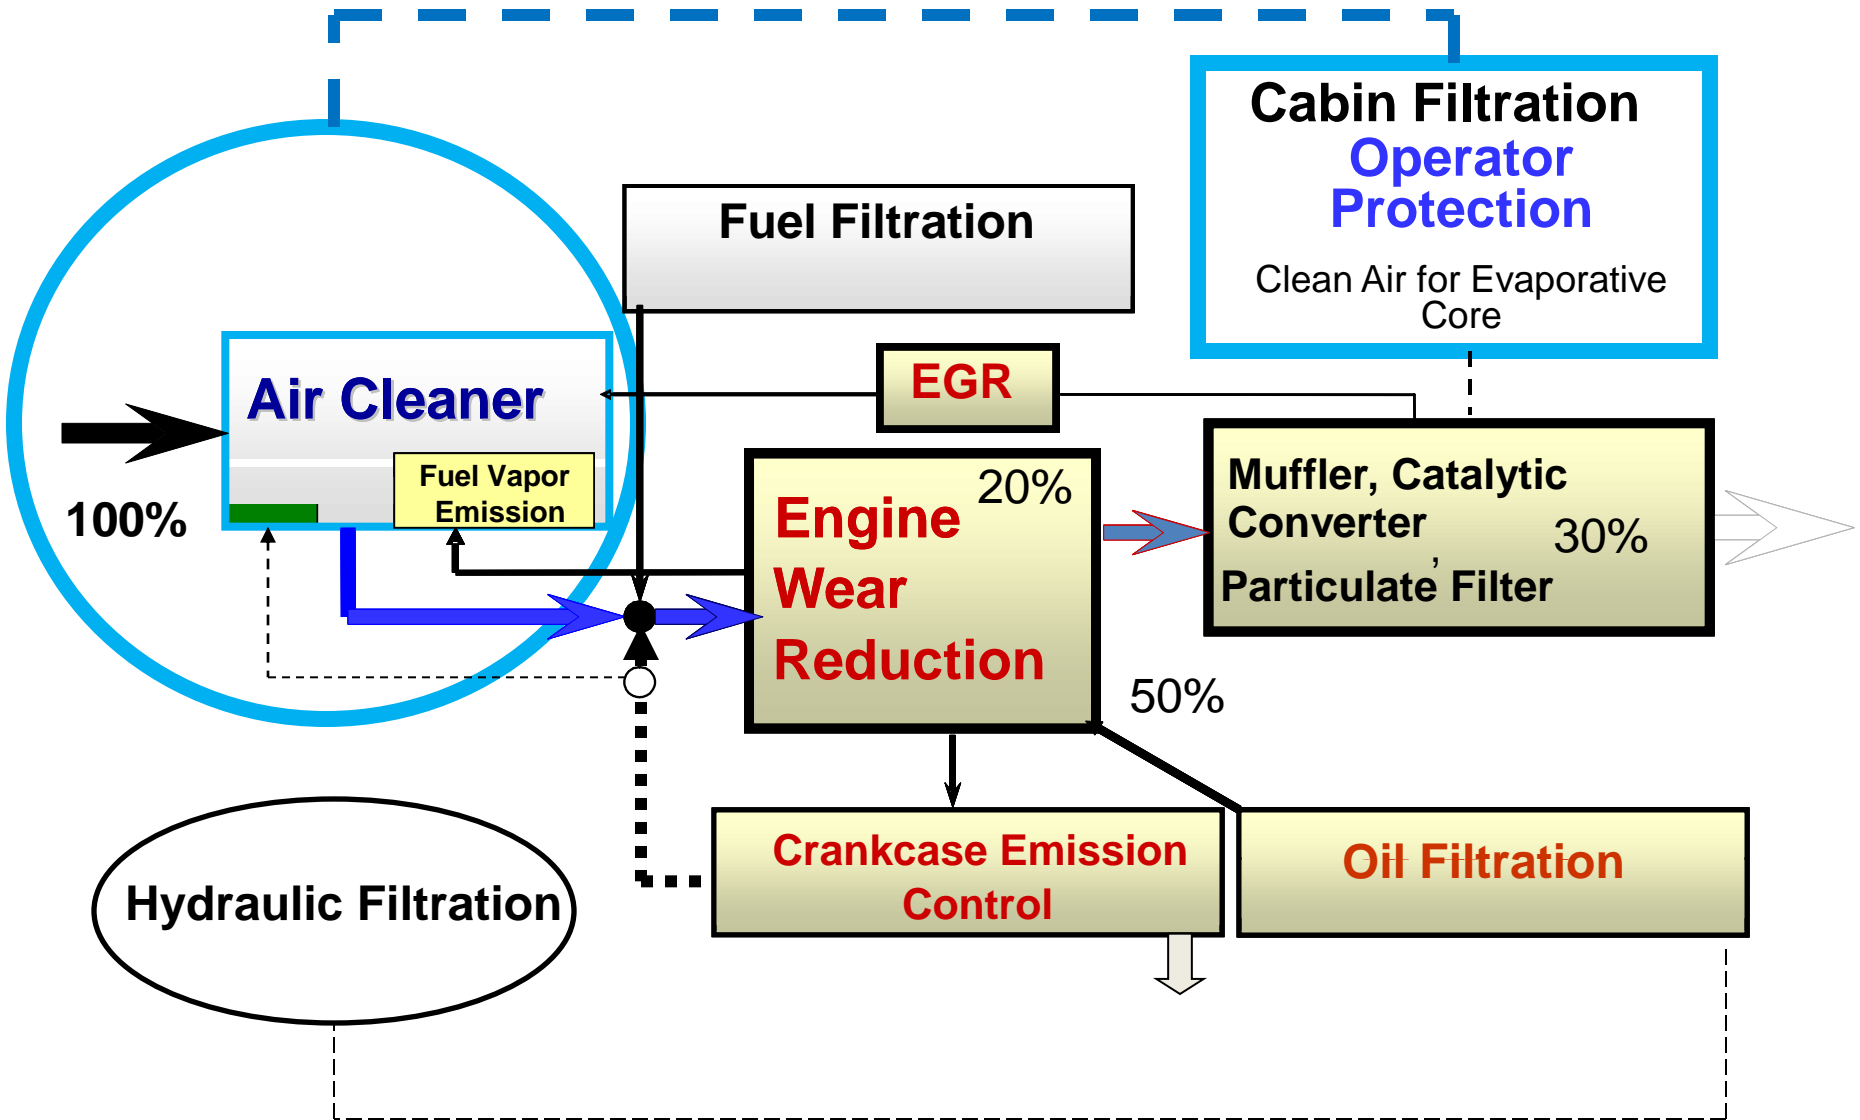 Cabin Filtration
Operator
Protection
Clean Air for Evaporative
Core
Fuel Filtration
EGR
Air Cleaner
Fuel Vapor
Emission
100%
Engine
20%
Wear
Reduction
Muffler, Catalytic
Converter
30%
,
Particulate Filter
50%
Crankcase Emission
Control
Oil Filtration
Hydraulic Filtration